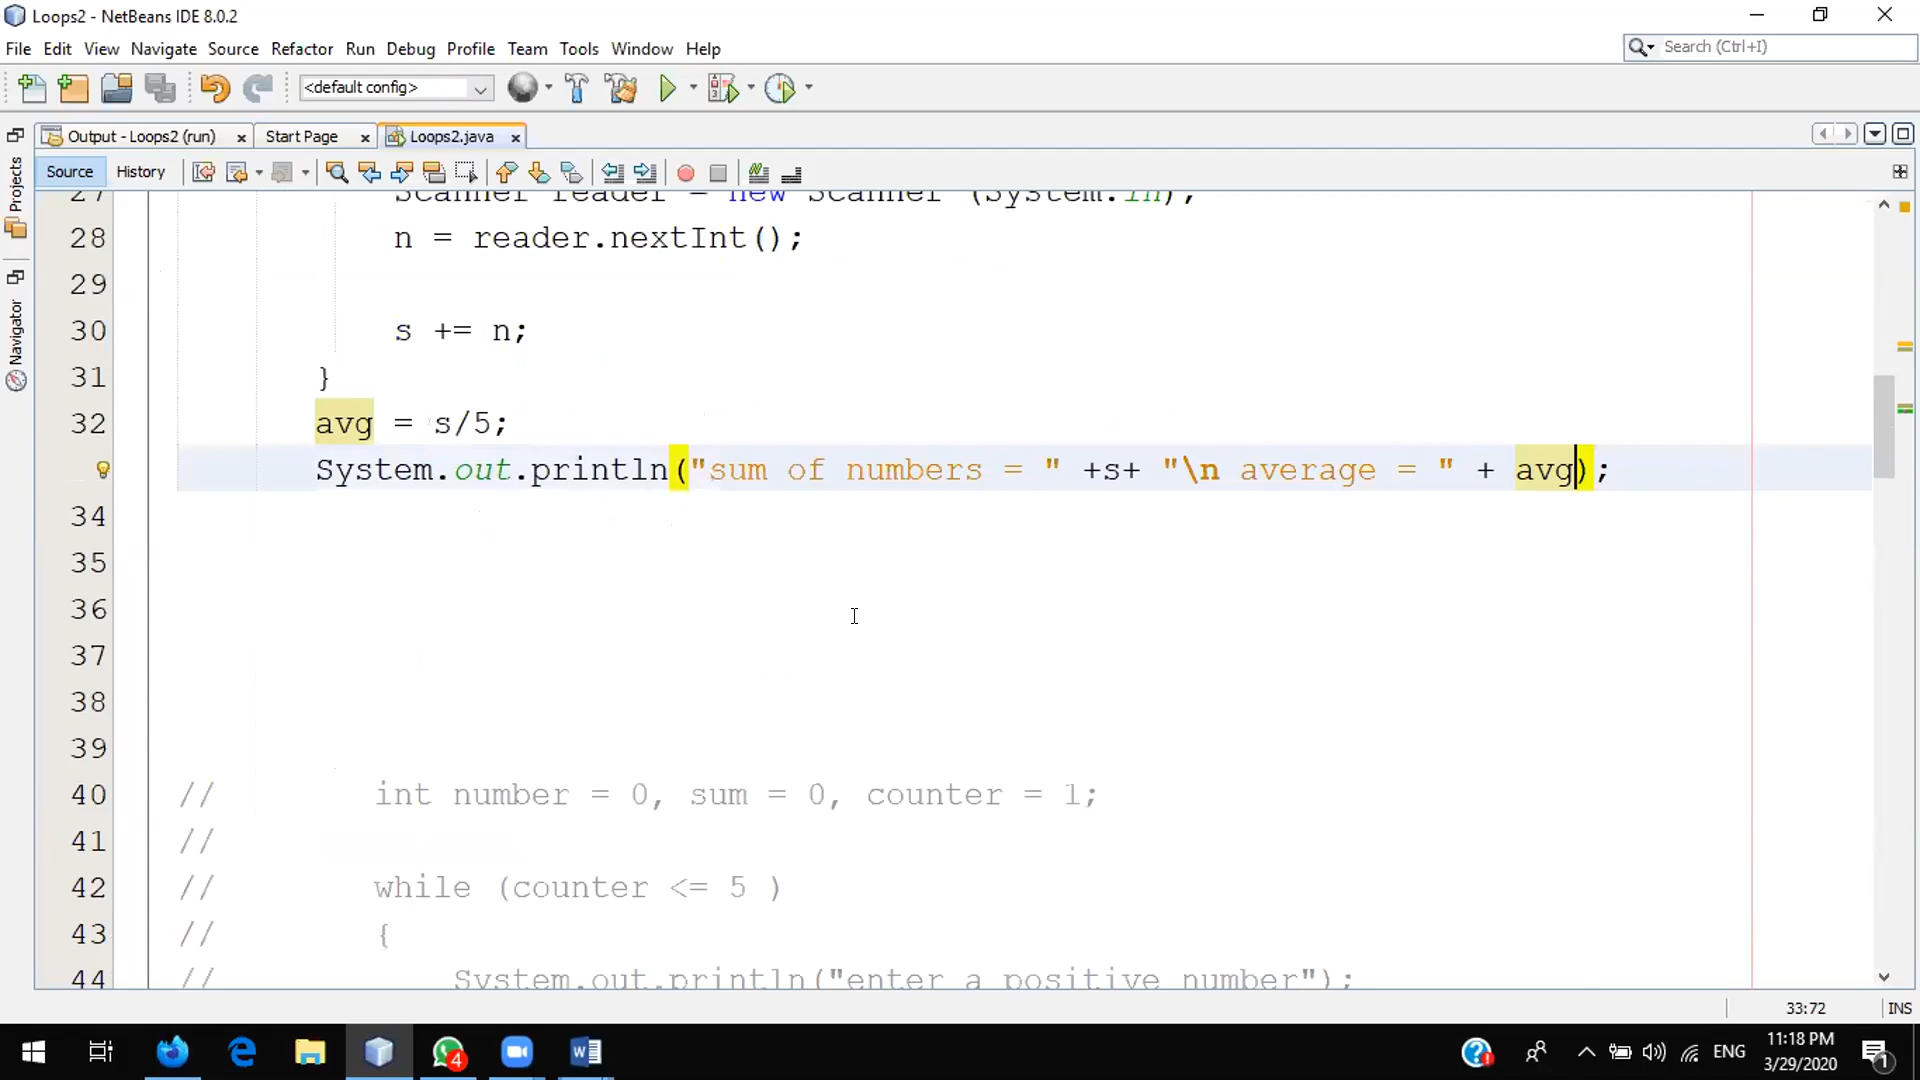 Loops2 - NetBeans IDE 8.0.2
File Edit View Navigate Source Refactor Run Debug Profile Team Tools Window Help
Search (Ctrl+I)
<default config>
Output - Loops2 (run) Start Page Loops2.java
Source History
Projects
Navigator
27 Scanner reader = new Scanner (System.in);
28 n = reader.nextInt();
29
30 s += n;
31 }
32 avg = s/5;
System.out.println("sum of numbers = " +s+ "\n average = " + avg);
34
35
36
37
38
39
40 // int number = 0, sum = 0, counter = 1;
41 //
42 // while (counter <= 5 )
43 // {
44 // System.out.println("enter a positive number");
33:72 INS
4
ENG
11:18 PM
3/29/2020
1